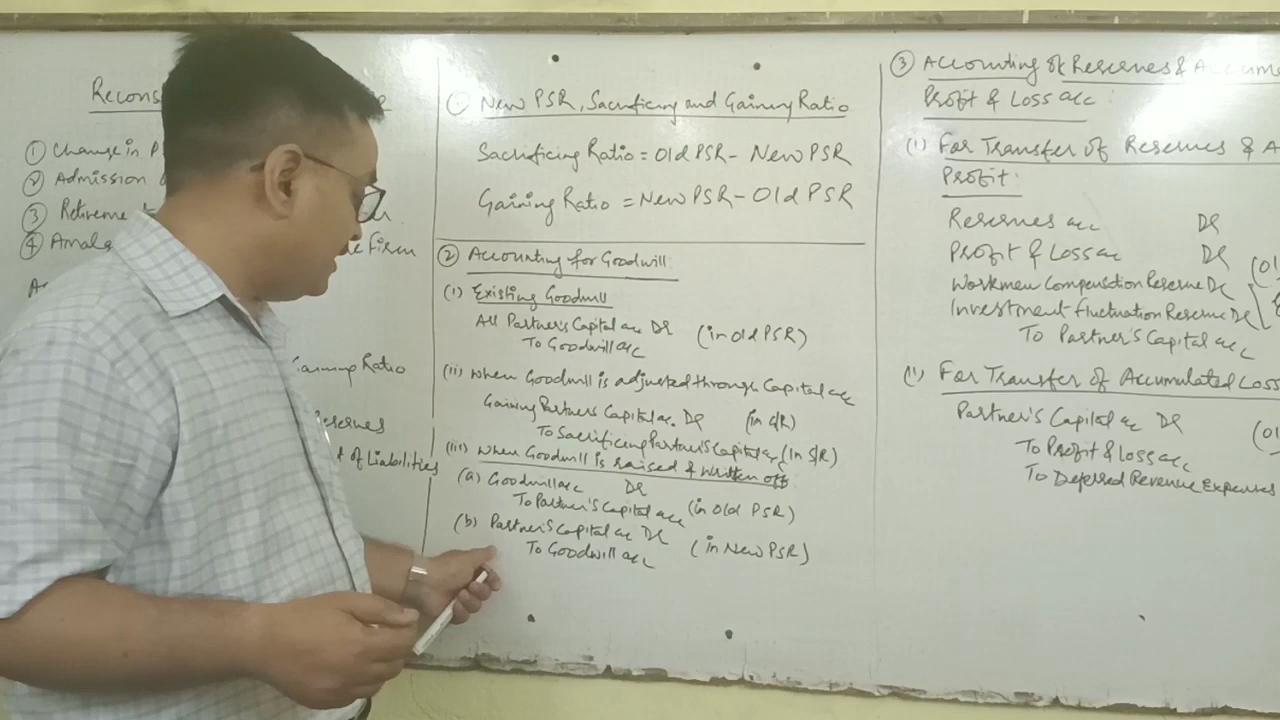 Recons
① Change in P
② Admission
③ Retireme
④ Amalga
e Firm
Gaining Ratio
Reserves
t of Liabilities
① New PSR, Sacrificing and Gaining Ratio
Sacrificing Ratio = Old PSR - New PSR
Gaining Ratio = New PSR - Old PSR
② Accounting for Goodwill
(i) Existing Goodwill
All Partner's Capital a/c DR (in old PSR)
To Goodwill a/c
(ii) When Goodwill is adjusted through Capital a/c
Gaining Partners Capital a/c DR (in G/R)
To Sacrificing Partner's Capital a/c (In S/R)
(iii) When Goodwill is raised & written off
(a) Goodwill a/c DR
To Partner's Capital a/c (in Old PSR)
(b) Partner's Capital a/c DR
To Goodwill a/c (in New PSR)
③ Accounting of Reserves & Accum
Profit & Loss a/c :
(i) For Transfer of Reserves & A
Profit:
Reserves a/c DR
Profit & Loss a/c DR (Ol
Workmen Compensation Reserve DR
Investment Fluctuation Reserve DR
To Partner's Capital a/c
For Transfer of Accumulated Loss
Partner's Capital a/c DR (Ol
To Profit & Loss a/c
To Deferred Revenue Expenses